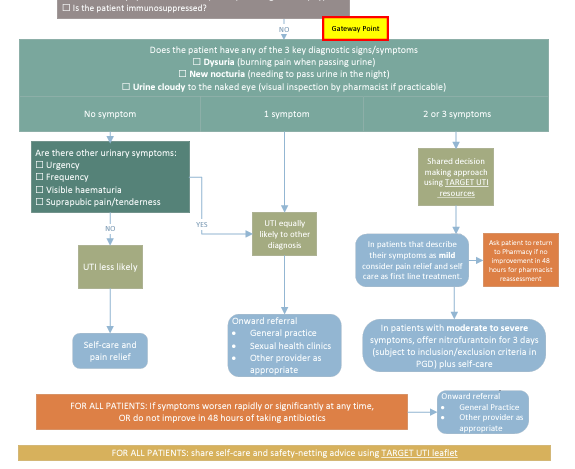 ☐ Is the patient immunosuppressed?
NO
Gateway Point
Does the patient have any of the 3 key diagnostic signs/symptoms
☐ Dysuria (burning pain when passing urine)
☐ New nocturia (needing to pass urine in the night)
☐ Urine cloudy to the naked eye (visual inspection by pharmacist if practicable)
No symptom
1 symptom
2 or 3 symptoms
Are there other urinary symptoms:
☐ Urgency
☐ Frequency
☐ Visible haematuria
☐ Suprapubic pain/tenderness
YES
NO
UTI less likely
Self-care and
pain relief
UTI equally
likely to other
diagnosis
Onward referral
• General practice
• Sexual health clinics
• Other provider as
appropriate
Shared decision
making approach
using TARGET UTI
resources
In patients that describe
their symptoms as mild
consider pain relief and self
care as first line treatment.
Ask patient to return
to Pharmacy if no
improvement in 48
hours for pharmacist
reassessment.
In patients with moderate to severe
symptoms, offer nitrofurantoin for 3 days
(subject to inclusion/exclusion criteria in
PGD) plus self-care
FOR ALL PATIENTS: If symptoms worsen rapidly or significantly at any time,
OR do not improve in 48 hours of taking antibiotics
Onward referral
• General Practice
• Other provider as
appropriate
FOR ALL PATIENTS: share self-care and safety-netting advice using TARGET UTI leaflet